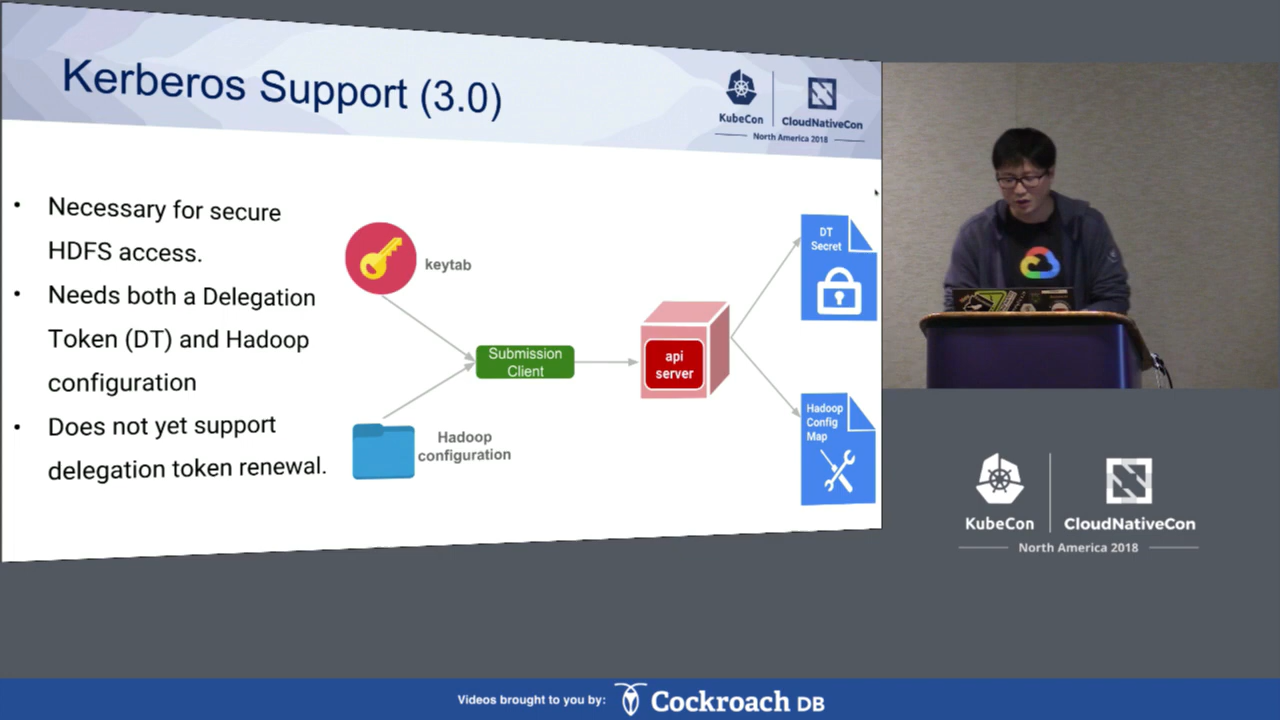 Kerberos Support (3.0)
KubeCon
CloudNativeCon
North America 2018
• Necessary for secure
HDFS access.
• Needs both a Delegation
Token (DT) and Hadoop
configuration
• Does not yet support
delegation token renewal.
keytab
Hadoop
configuration
Submission
Client
api
server
DT
Secret
Hadoop
Config
Map
KubeCon
CloudNativeCon
North America 2018
Videos brought to you by:
Cockroach DB